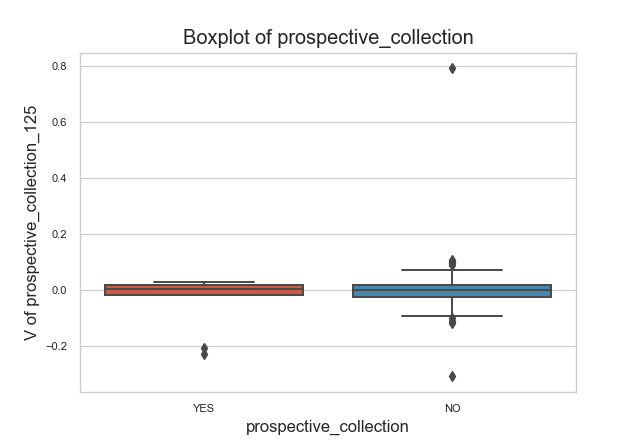 Boxplot of prospective_collection
V of prospective_collection_125
0.8
0.6
0.4
0.2
0.0
−0.2
YES
NO
prospective_collection